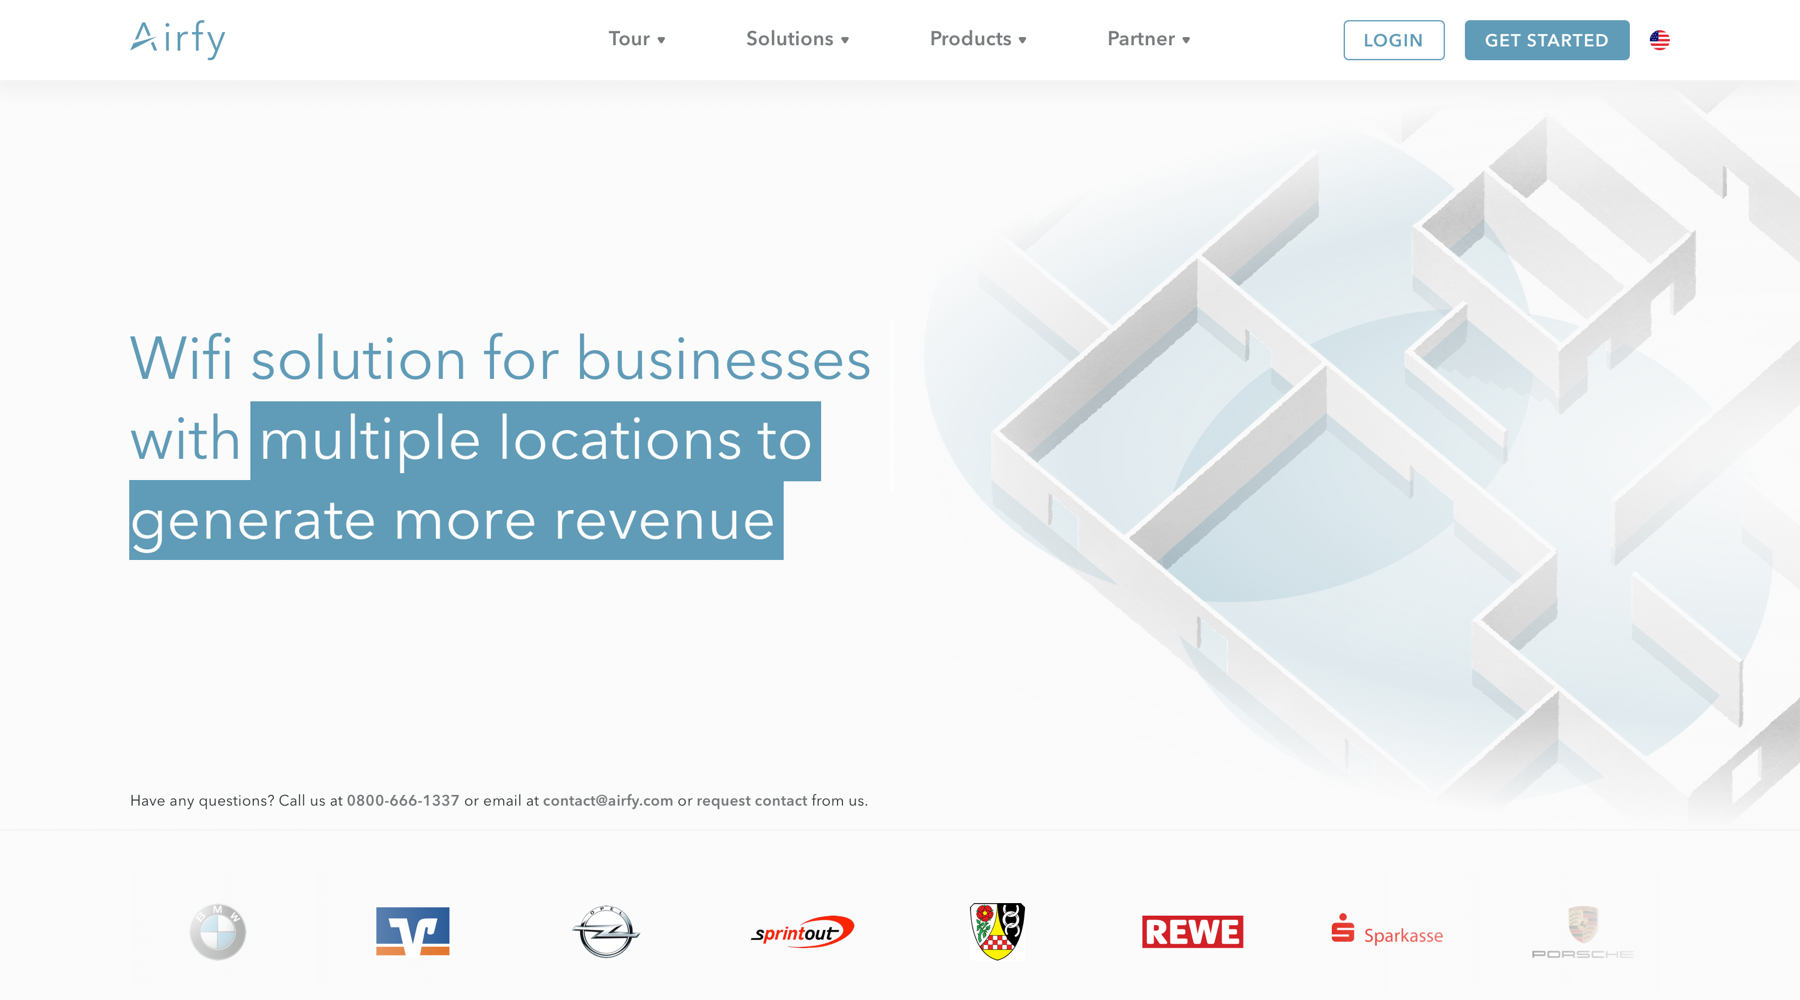 Airfy
Tour
Solutions
Products
Partner
LOGIN
GET STARTED
Wifi solution for businesses
with multiple locations to
generate more revenue
Have any questions? Call us at 0800-666-1337 or email at contact@airfy.com or request contact from us.
BMW
OPEL
sprintout
REWE
Sparkasse
PORSCHE